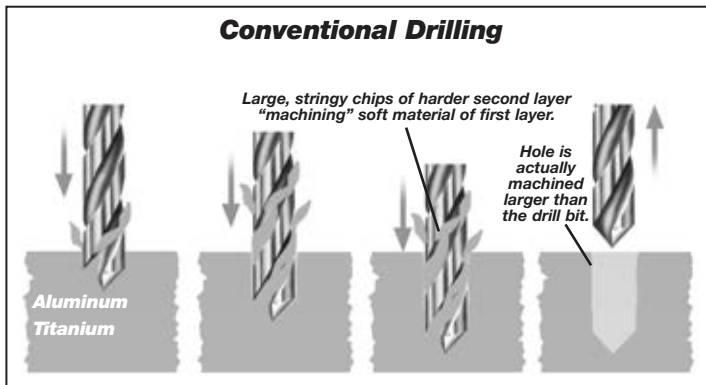 Conventional Drilling
Large, stringy chips of harder second layer
“machining” soft material of first layer.
Hole is
actually
machined
larger than
the drill bit.
Aluminum
Titanium